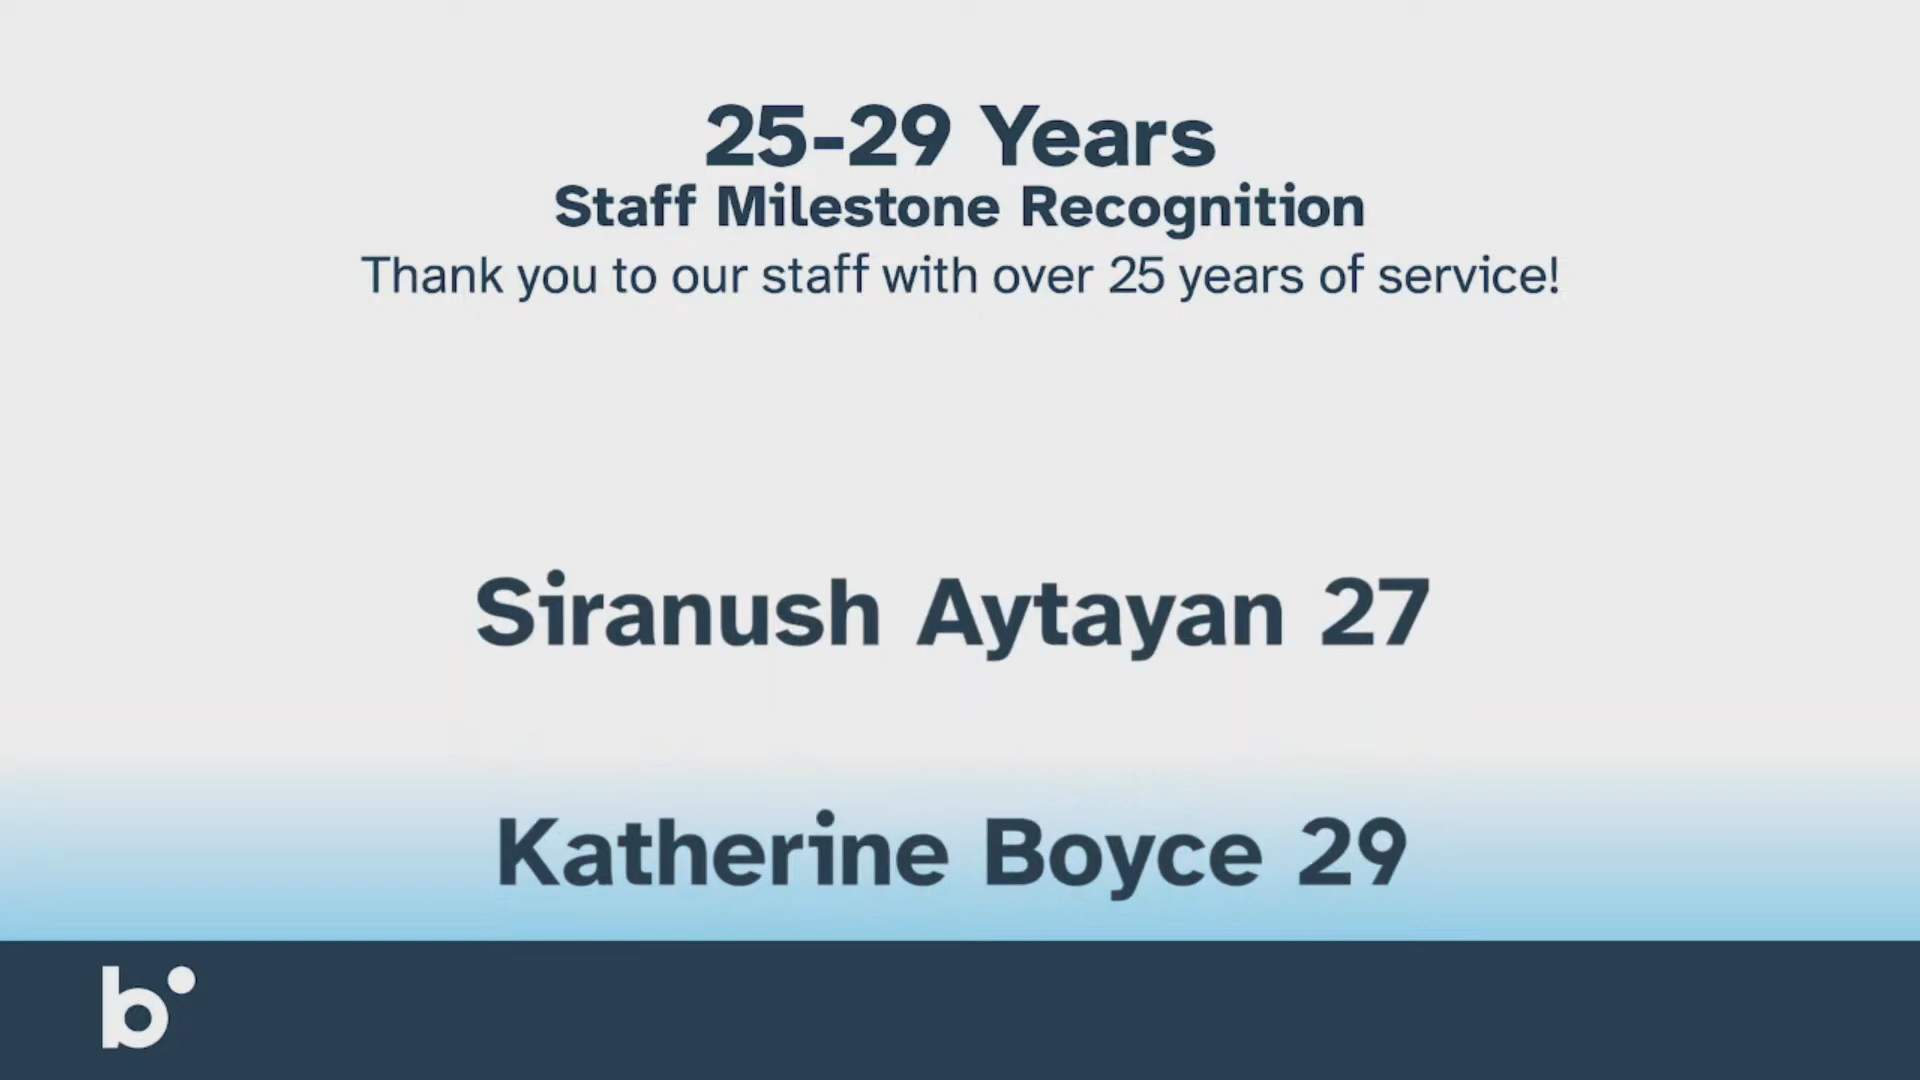 25-29 Years
Staff Milestone Recognition
Thank you to our staff with over 25 years of service!
Siranush Aytayan 27
Katherine Boyce 29
b